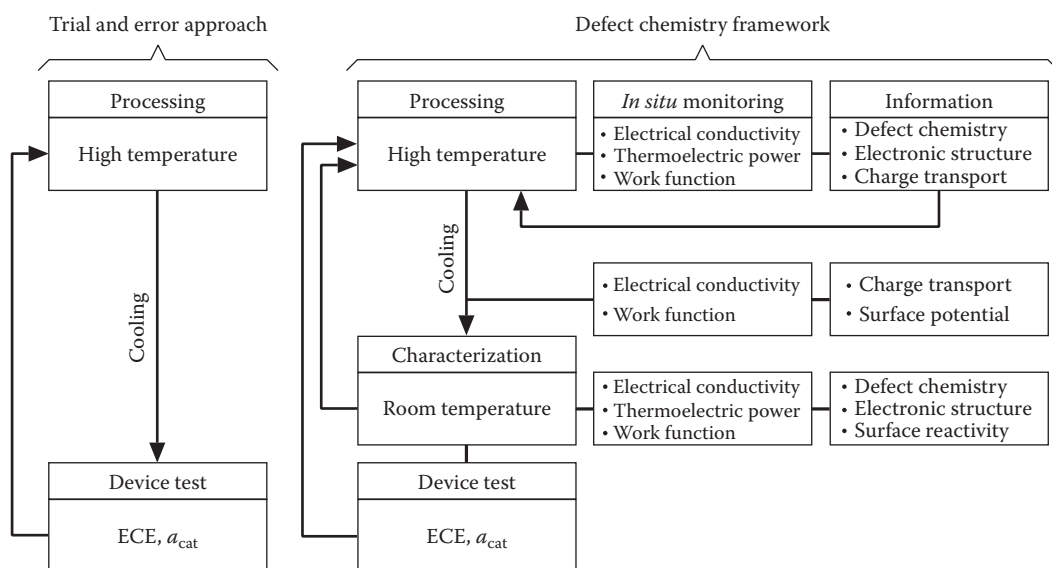 Trial and error approach
Processing
High temperature
Cooling
Device test
ECE, a_cat
Defect chemistry framework
Processing
High temperature
In situ monitoring
• Electrical conductivity
• Thermoelectric power
• Work function
Information
• Defect chemistry
• Electronic structure
• Charge transport
Cooling
• Electrical conductivity
• Work function
• Charge transport
• Surface potential
Characterization
Room temperature
• Electrical conductivity
• Thermoelectric power
• Work function
• Defect chemistry
• Electronic structure
• Surface reactivity
Device test
ECE, a_cat